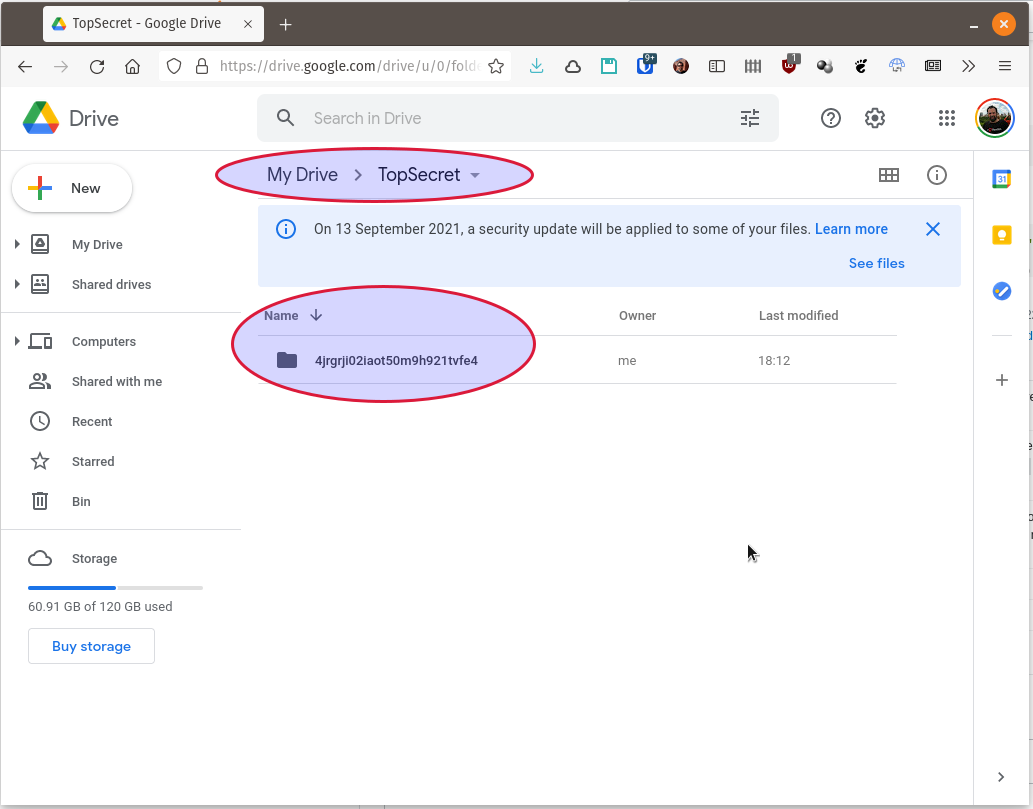 TopSecret - Google Drive
https://drive.google.com/drive/u/0/fold
9+
1
Drive
Search in Drive
New
My Drive
Shared drives
Computers
Shared with me
Recent
Starred
Bin
Storage
60.91 GB of 120 GB used
Buy storage
My Drive > TopSecret
On 13 September 2021, a security update will be applied to some of your files. Learn more
See files
Name Owner Last modified
4jrgrji02iaot50m9h921tvfe4 me 18:12
31